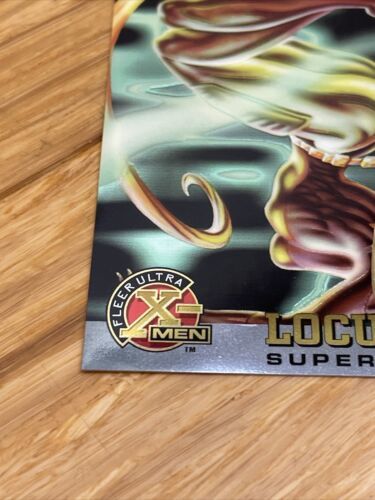 FLEER ULTRA
X-
MEN
TM
LOCU
SUPER